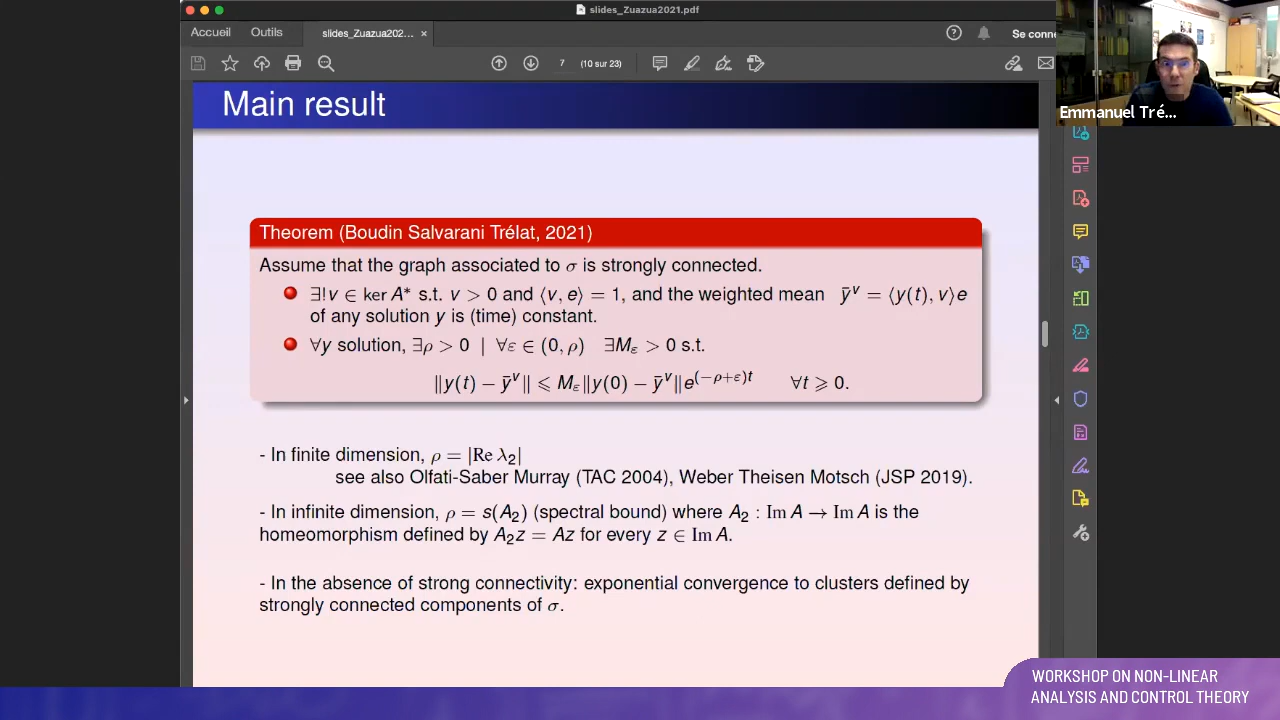 slides_Zuazua2021.pdf
Accueil Outils slides_Zuazua202... × Se conne
7 (10 sur 23)
Main result
Emmanuel Tré...
Theorem (Boudin Salvarani Trélat, 2021)
Assume that the graph associated to σ is strongly connected.
∃!v ∈ ker A* s.t. v > 0 and ⟨v, e⟩ = 1, and the weighted mean ȳᵛ = ⟨y(t), v⟩e
of any solution y is (time) constant.
∀y solution, ∃ρ > 0 | ∀ε ∈ (0, ρ) ∃M_ε > 0 s.t.
‖y(t) − ȳᵛ‖ ⩽ M_ε‖y(0) − ȳᵛ‖e^{(−ρ+ε)t} ∀t ⩾ 0.
- In finite dimension, ρ = |Re λ₂|
see also Olfati-Saber Murray (TAC 2004), Weber Theisen Motsch (JSP 2019).
- In infinite dimension, ρ = s(A₂) (spectral bound) where A₂ : Im A → Im A is the
homeomorphism defined by A₂z = Az for every z ∈ Im A.
- In the absence of strong connectivity: exponential convergence to clusters defined by
strongly connected components of σ.
WORKSHOP ON NON-LINEAR
ANALYSIS AND CONTROL THEORY